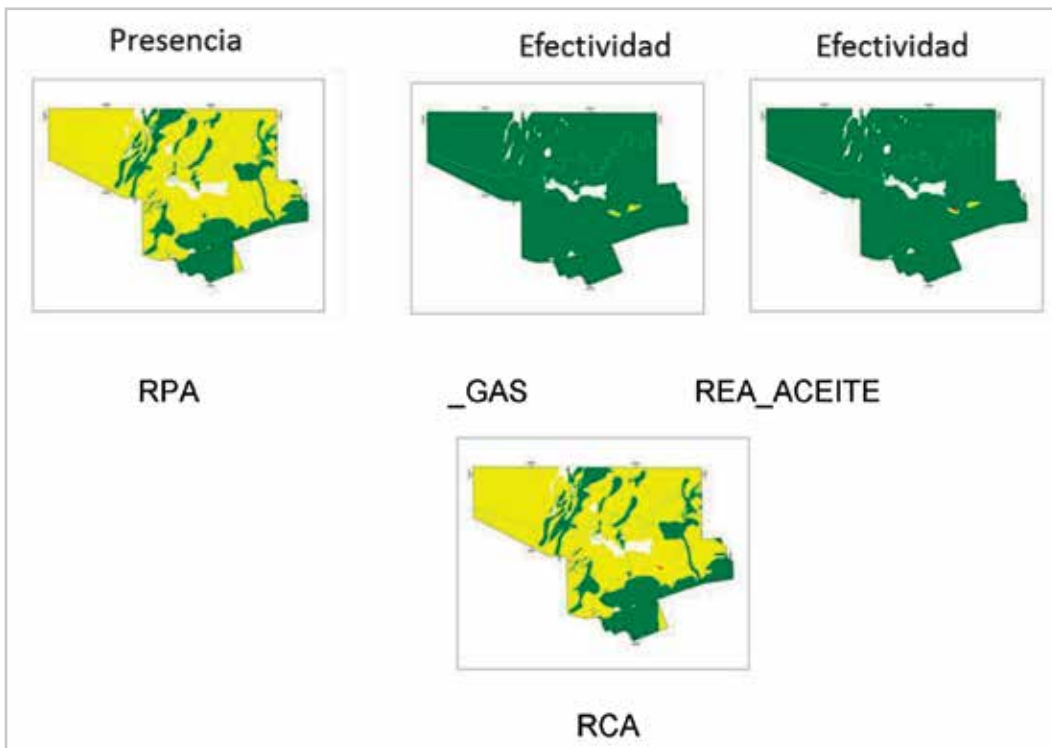 Presencia
Efectividad
Efectividad
RPA
_GAS
REA_ACEITE
RCA